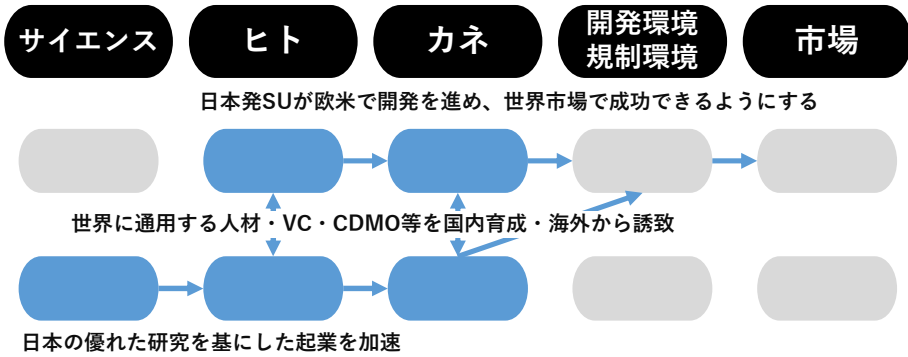 サイエンス
ヒト
カネ
開発環境
規制環境
市場
日本発SUが欧米で開発を進め、世界市場で成功できるようにする
世界に通用する人材・VC・CDMO等を国内育成・海外から誘致
日本の優れた研究を基にした起業を加速